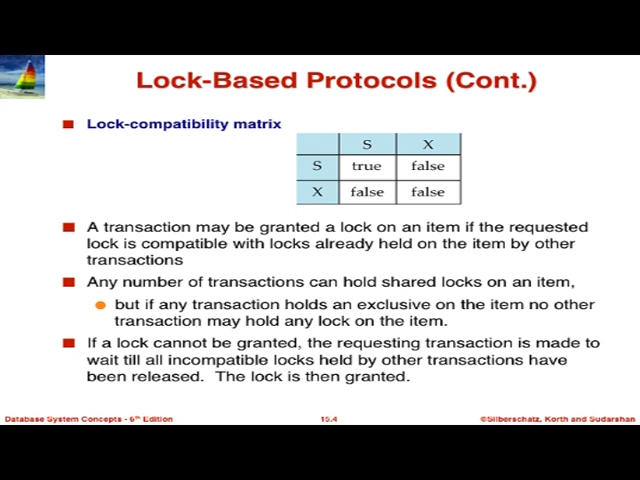 Lock-Based Protocols (Cont.)
Lock-compatibility matrix
S X
S true false
X false false
A transaction may be granted a lock on an item if the requested
lock is compatible with locks already held on the item by other
transactions
Any number of transactions can hold shared locks on an item,
but if any transaction holds an exclusive on the item no other
transaction may hold any lock on the item.
If a lock cannot be granted, the requesting transaction is made to
wait till all incompatible locks held by other transactions have
been released. The lock is then granted.
Database System Concepts - 6th Edition 15.4 ©Silberschatz, Korth and Sudarshan